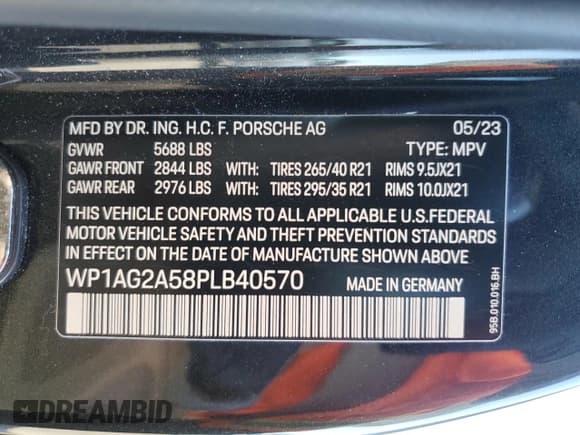 MFD BY DR. ING. H.C. F. PORSCHE AG 05/23
GVWR 5688 LBS TYPE: MPV
GAWR FRONT 2844 LBS WITH: TIRES 265/40 R21 RIMS 9.5JX21
GAWR REAR 2976 LBS WITH: TIRES 295/35 R21 RIMS 10.0JX21
THIS VEHICLE CONFORMS TO ALL APPLICABLE U.S.FEDERAL
MOTOR VEHICLE SAFETY AND THEFT PREVENTION STANDARDS
IN EFFECT ON THE DATE OF MANUFACTURE SHOWN ABOVE
WP1AG2A58PLB40570 MADE IN GERMANY
95B.010.016.BH
DREAMBID